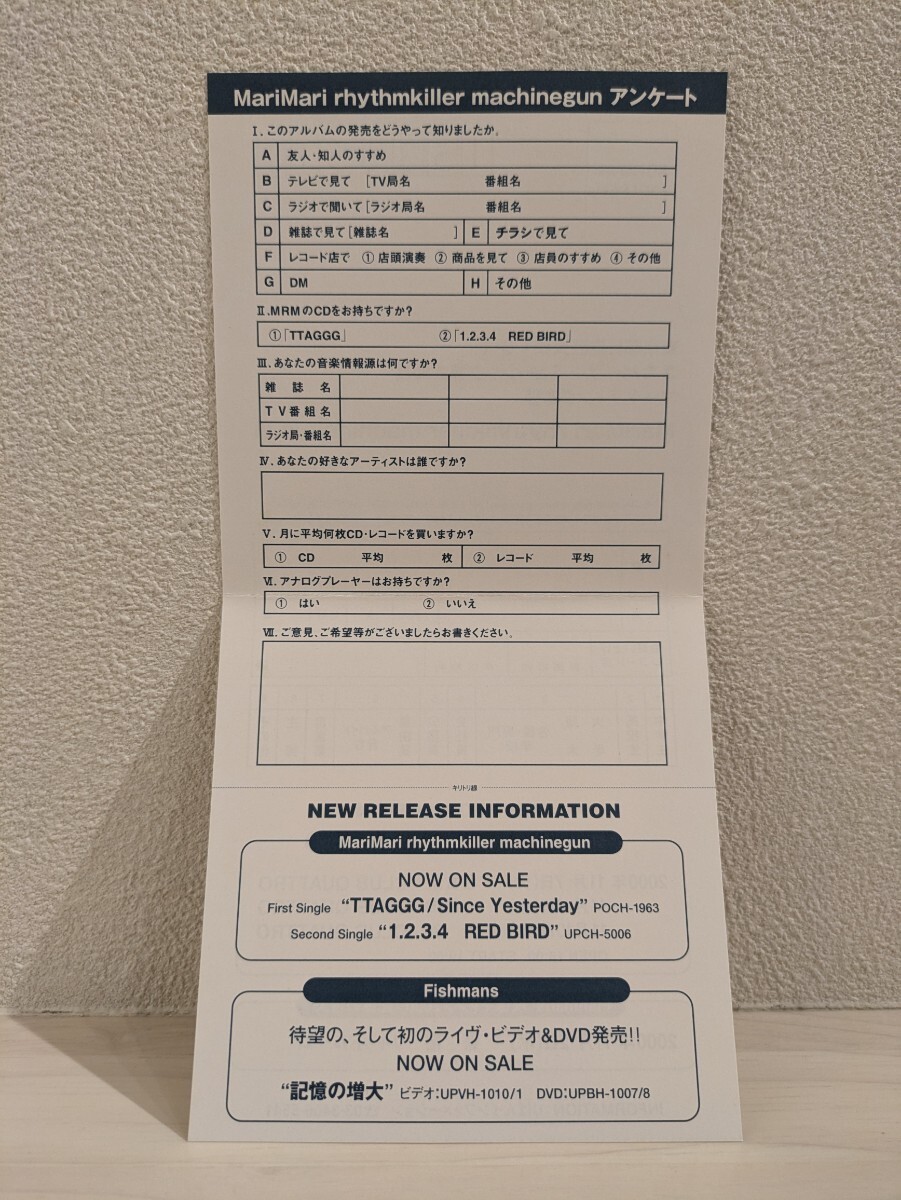 MariMari rhythmkiller machinegun アンケート
Ⅰ. このアルバムの発売をどうやって知りましたか。
A 友人・知人のすすめ
B テレビで見て [TV局名 番組名 ]
C ラジオで聞いて [ラジオ局名 番組名 ]
D 雑誌で見て [雑誌名 ] E チラシで見て
F レコード店で ① 店頭演奏 ② 商品を見て ③ 店員のすすめ ④ その他
G DM H その他
Ⅱ. MRMのCDをお持ちですか?
①「TTAGGG」 ②「1.2.3.4 RED BIRD」
Ⅲ. あなたの音楽情報源は何ですか?
雑誌名
TV番組名
ラジオ局・番組名
Ⅳ. あなたの好きなアーティストは誰ですか?
Ⅴ. 月に平均何枚CD・レコードを買いますか?
① CD 平均 枚 ② レコード 平均 枚
Ⅵ. アナログプレーヤーはお持ちですか?
① はい ② いいえ
Ⅶ. ご意見、ご希望等がございましたらお書きください。
キリトリ線
NEW RELEASE INFORMATION
MariMari rhythmkiller machinegun
NOW ON SALE
First Single “TTAGGG/Since Yesterday” POCH-1963
Second Single “1.2.3.4 RED BIRD” UPCH-5006
Fishmans
待望の、そして初のライヴ・ビデオ&DVD発売!!
NOW ON SALE
“記憶の増大” ビデオ:UPVH-1010/1 DVD:UPBH-1007/8